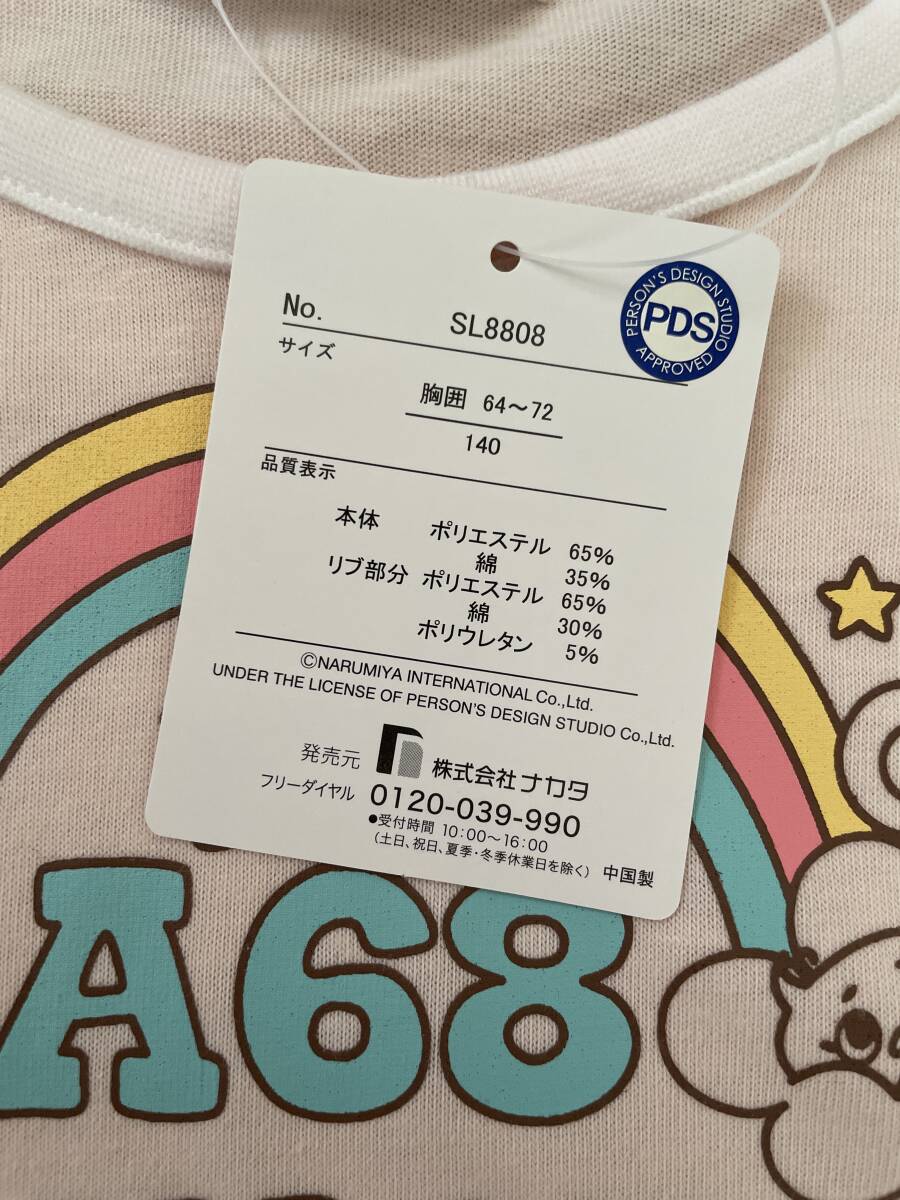 No. SL8808
PERSON'S DESIGN STUDIO
PDS
APPROVED
サイズ
胸囲 64～72
140
品質表示
本体 ポリエステル 65%
綿 35%
リブ部分 ポリエステル 65%
綿 30%
ポリウレタン 5%
©NARUMIYA INTERNATIONAL Co.,Ltd.
UNDER THE LICENSE OF PERSON'S DESIGN STUDIO Co.,Ltd.
発売元 株式会社ナカタ
フリーダイヤル 0120-039-990
●受付時間 10:00～16:00
(土日、祝日、夏季・冬季休業日を除く) 中国製
A68